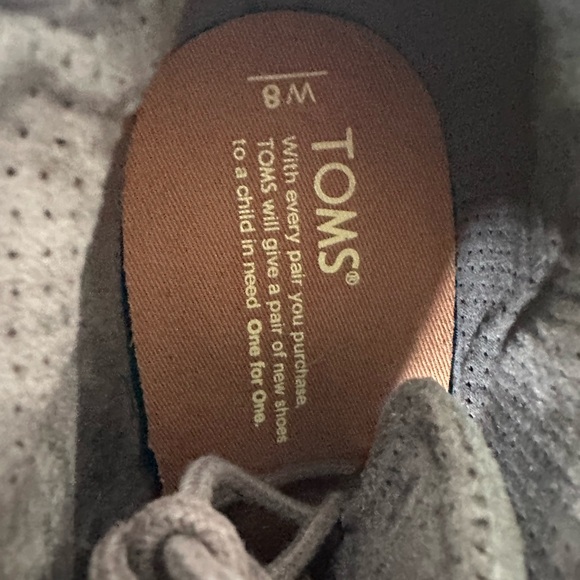 W 8
TOMS®
With every pair you purchase,
TOMS will give a pair of new shoes
to a child in need One for One.